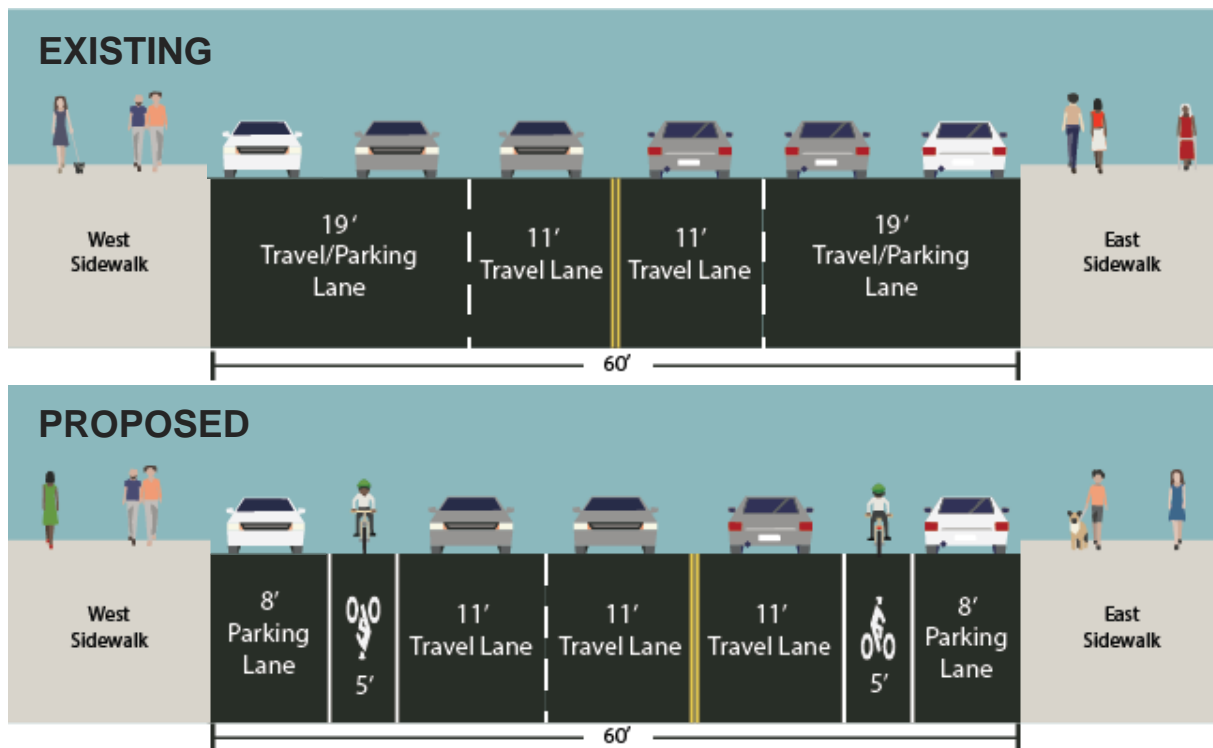 EXISTING
West
Sidewalk
19'
Travel/Parking
Lane
11'
Travel Lane
11'
Travel Lane
19'
Travel/Parking
Lane
East
Sidewalk
60'
PROPOSED
West
Sidewalk
8'
Parking
Lane
5'
11'
Travel Lane
11'
Travel Lane
11'
Travel Lane
5'
8'
Parking
Lane
East
Sidewalk
60'